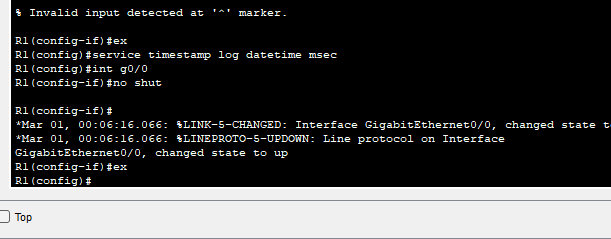 % Invalid input detected at '^' marker.
R1(config-if)#ex
R1(config)#service timestamp log datetime msec
R1(config)#int g0/0
R1(config-if)#no shut
R1(config-if)#
*Mar 01, 00:06:16.066: %LINK-5-CHANGED: Interface GigabitEthernet0/0, changed state t
*Mar 01, 00:06:16.066: %LINEPROTO-5-UPDOWN: Line protocol on Interface
GigabitEthernet0/0, changed state to up
R1(config-if)#ex
R1(config)#
Top